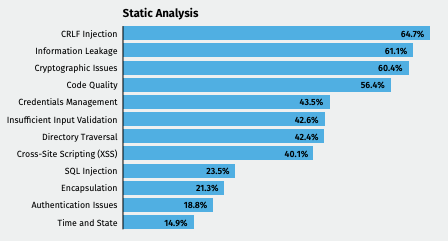 Static Analysis
CRLF Injection 64.7%
Information Leakage 61.1%
Cryptographic Issues 60.4%
Code Quality 56.4%
Credentials Management 43.5%
Insufficient Input Validation 42.6%
Directory Traversal 42.4%
Cross-Site Scripting (XSS) 40.1%
SQL Injection 23.5%
Encapsulation 21.3%
Authentication Issues 18.8%
Time and State 14.9%